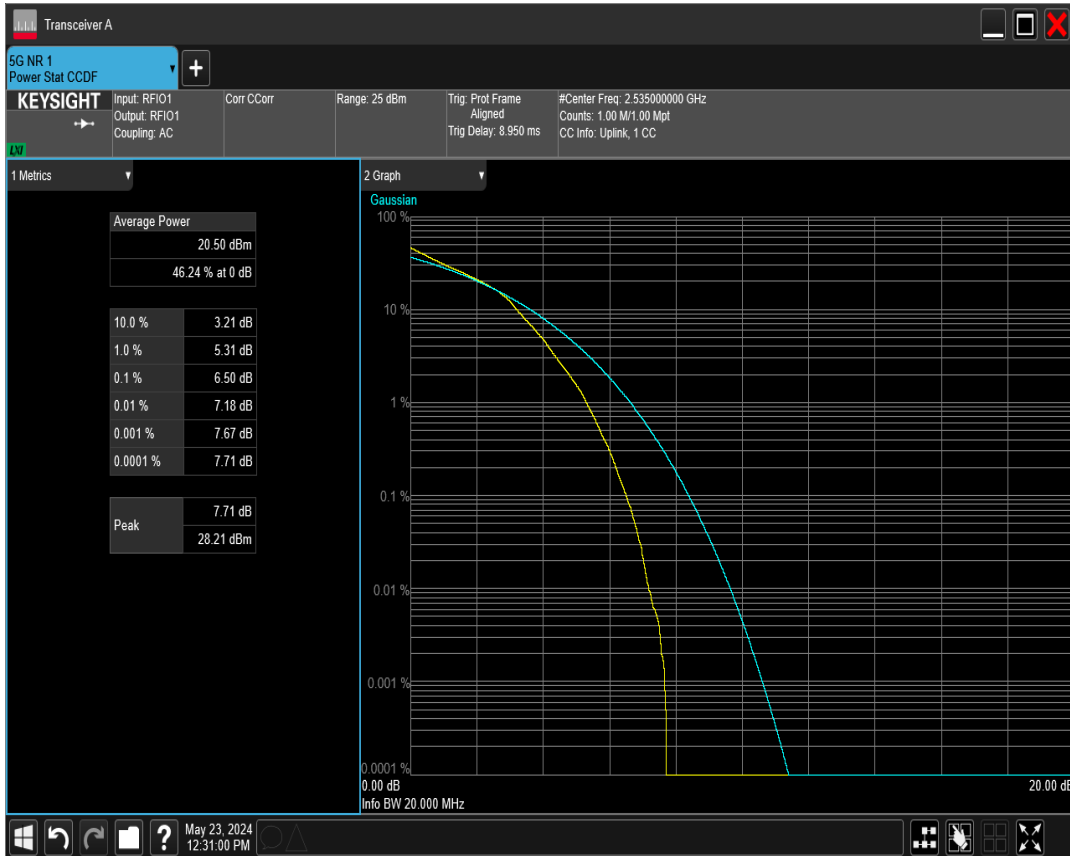 Transceiver A
5G NR 1
Power Stat CCDF
+
KEYSIGHT
LXI
Input: RFIO1
Output: RFIO1
Coupling: AC
Corr CCorr
Range: 25 dBm
Trig: Prot Frame
Aligned
Trig Delay: 8.950 ms
#Center Freq: 2.535000000 GHz
Counts: 1.00 M/1.00 Mpt
CC Info: Uplink, 1 CC
1 Metrics
Average Power
20.50 dBm
46.24 % at 0 dB
10.0 % 3.21 dB
1.0 % 5.31 dB
0.1 % 6.50 dB
0.01 % 7.18 dB
0.001 % 7.67 dB
0.0001 % 7.71 dB
Peak
7.71 dB
28.21 dBm
2 Graph
Gaussian
100 %
10 %
1 %
0.1 %
0.01 %
0.001 %
0.0001 %
0.00 dB 20.00 dB
Info BW 20.000 MHz
?
May 23, 2024
12:31:00 PM